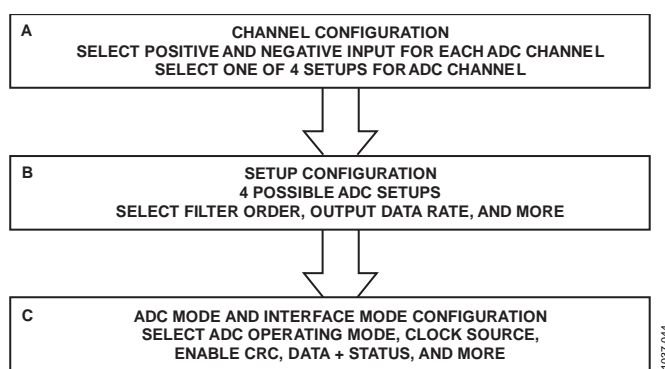 A
CHANNEL CONFIGURATION
SELECT POSITIVE AND NEGATIVE INPUT FOR EACH ADC CHANNEL
SELECT ONE OF 4 SETUPS FOR ADC CHANNEL
B
SETUP CONFIGURATION
4 POSSIBLE ADC SETUPS
SELECT FILTER ORDER, OUTPUT DATA RATE, AND MORE
C
ADC MODE AND INTERFACE MODE CONFIGURATION
SELECT ADC OPERATING MODE, CLOCK SOURCE,
ENABLE CRC, DATA + STATUS, AND MORE